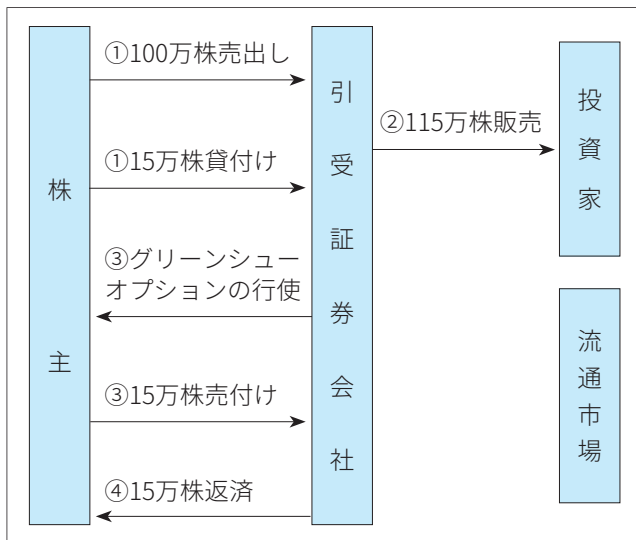 株主
①100万株売出し
①15万株貸付け
③グリーンシュー
オプションの行使
③15万株売付け
④15万株返済
引受証券会社
②115万株販売
投資家
流通市場